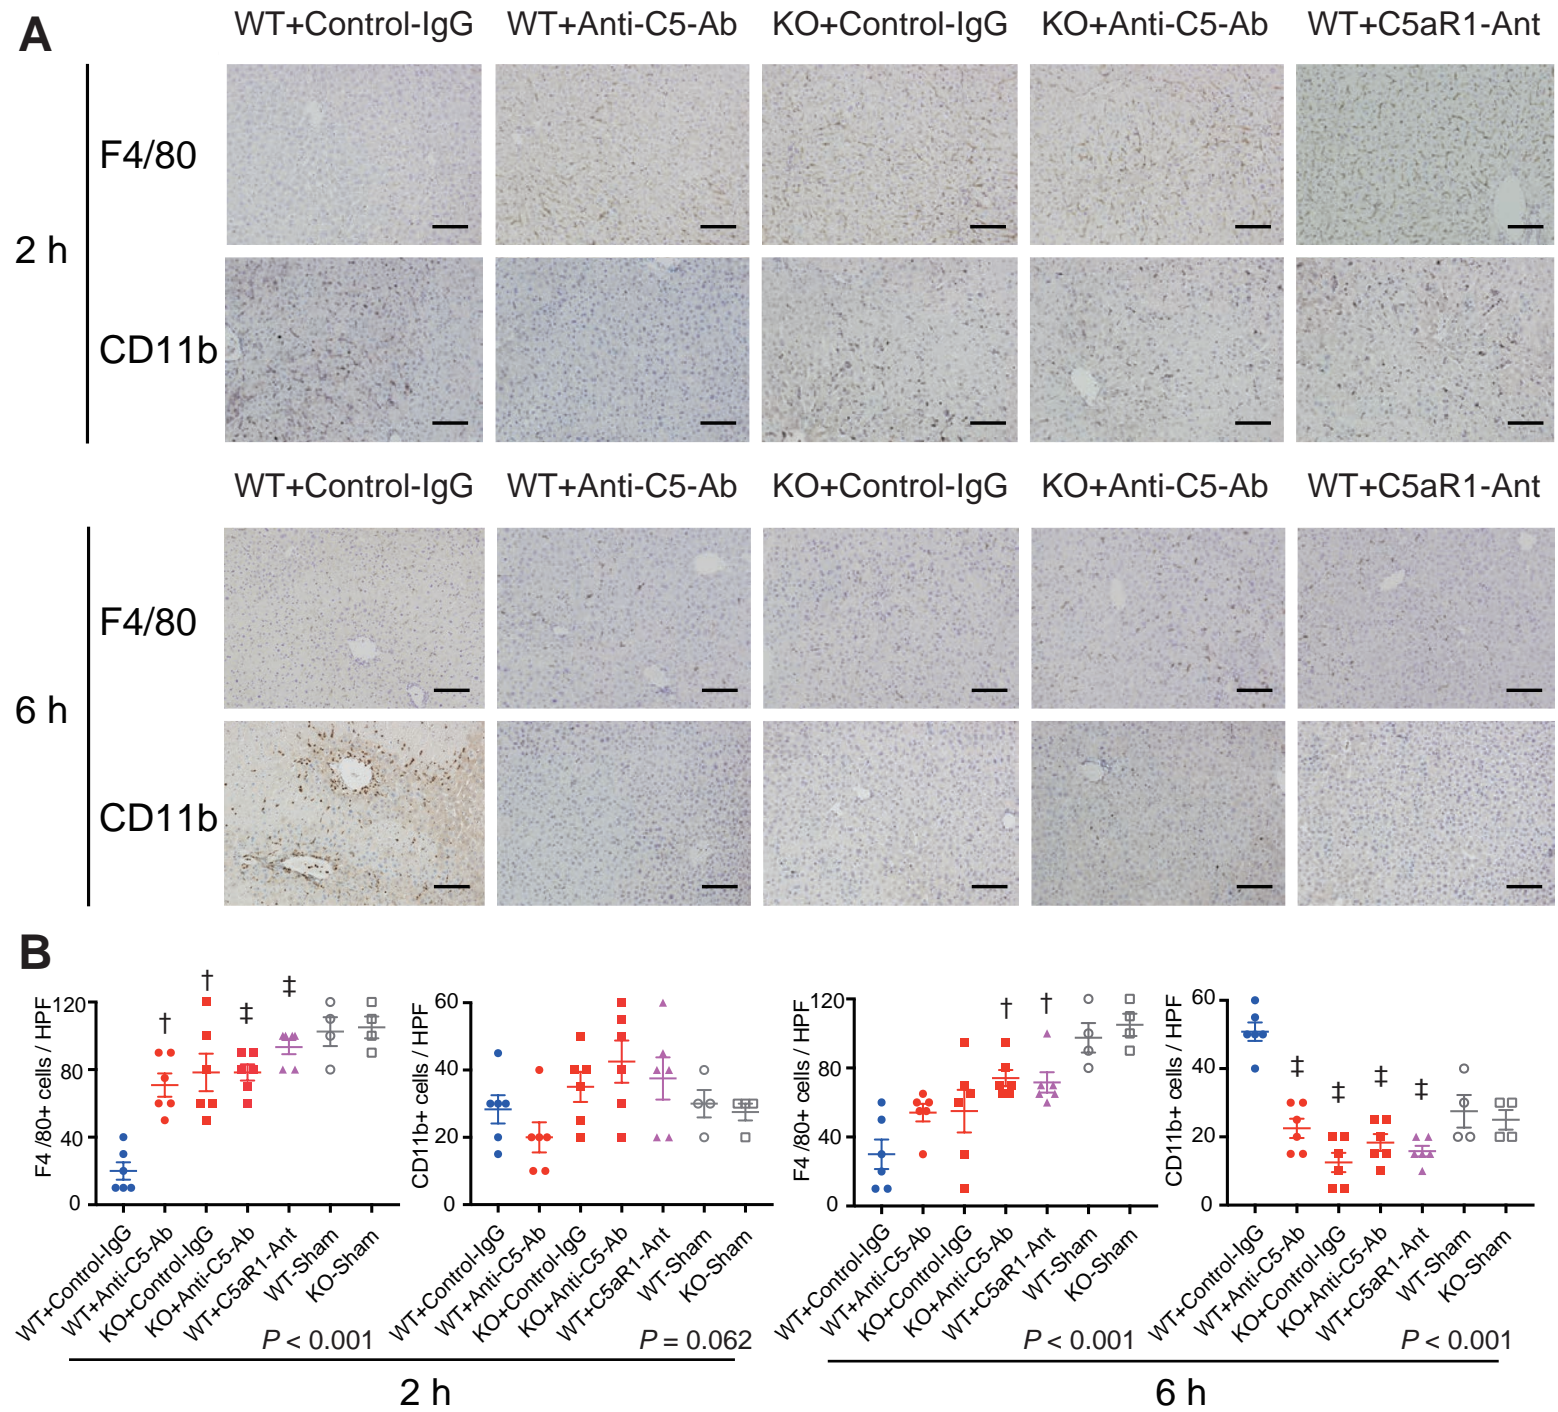 A
WT+Control-IgG WT+Anti-C5-Ab KO+Control-IgG KO+Anti-C5-Ab WT+C5aR1-Ant
F4/80
2 h
CD11b
WT+Control-IgG WT+Anti-C5-Ab KO+Control-IgG KO+Anti-C5-Ab WT+C5aR1-Ant
F4/80
6 h
CD11b
B
F4 /80+ cells / HPF
120
80
40
0
† † ‡ ‡
WT+Control-IgG
WT+Anti-C5-Ab
KO+Control-IgG
KO+Anti-C5-Ab
WT+C5aR1-Ant
WT-Sham
KO-Sham
P < 0.001
CD11b+ cells / HPF
60
40
20
0
WT+Control-IgG
WT+Anti-C5-Ab
KO+Control-IgG
KO+Anti-C5-Ab
WT+C5aR1-Ant
WT-Sham
KO-Sham
P = 0.062
2 h
F4 /80+ cells / HPF
120
80
40
0
† †
WT+Control-IgG
WT+Anti-C5-Ab
KO+Control-IgG
KO+Anti-C5-Ab
WT+C5aR1-Ant
WT-Sham
KO-Sham
P < 0.001
CD11b+ cells / HPF
60
40
20
0
‡ ‡ ‡ ‡
WT+Control-IgG
WT+Anti-C5-Ab
KO+Control-IgG
KO+Anti-C5-Ab
WT+C5aR1-Ant
WT-Sham
KO-Sham
P < 0.001
6 h